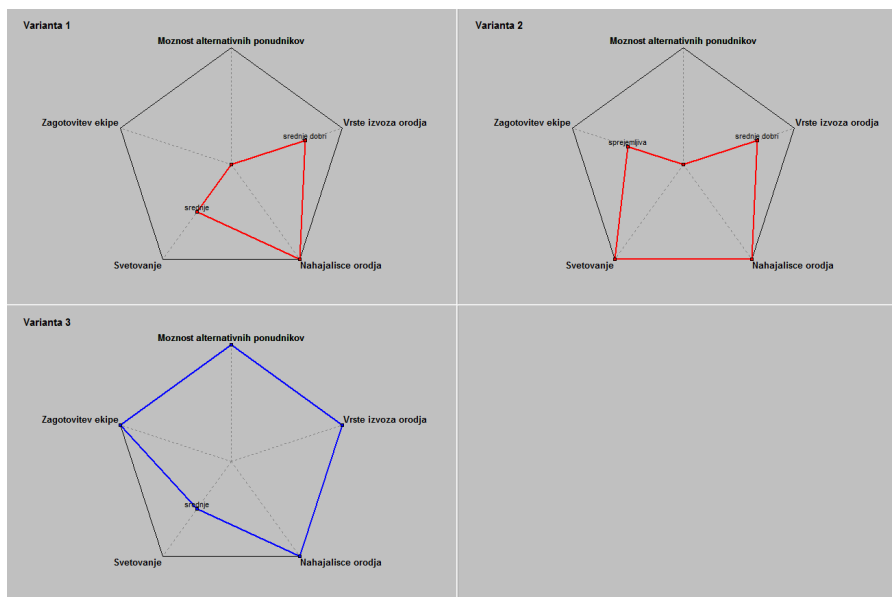 Varianta 1
Moznost alternativnih ponudnikov
Zagotovitev ekipe
Vrste izvoza orodja
srednje dobri
srednje
Svetovanje
Nahajalisce orodja
Varianta 2
Moznost alternativnih ponudnikov
Zagotovitev ekipe
Vrste izvoza orodja
srednje dobri
sprejemljiva
Svetovanje
Nahajalisce orodja
Varianta 3
Moznost alternativnih ponudnikov
Zagotovitev ekipe
Vrste izvoza orodja
srednje
Svetovanje
Nahajalisce orodja